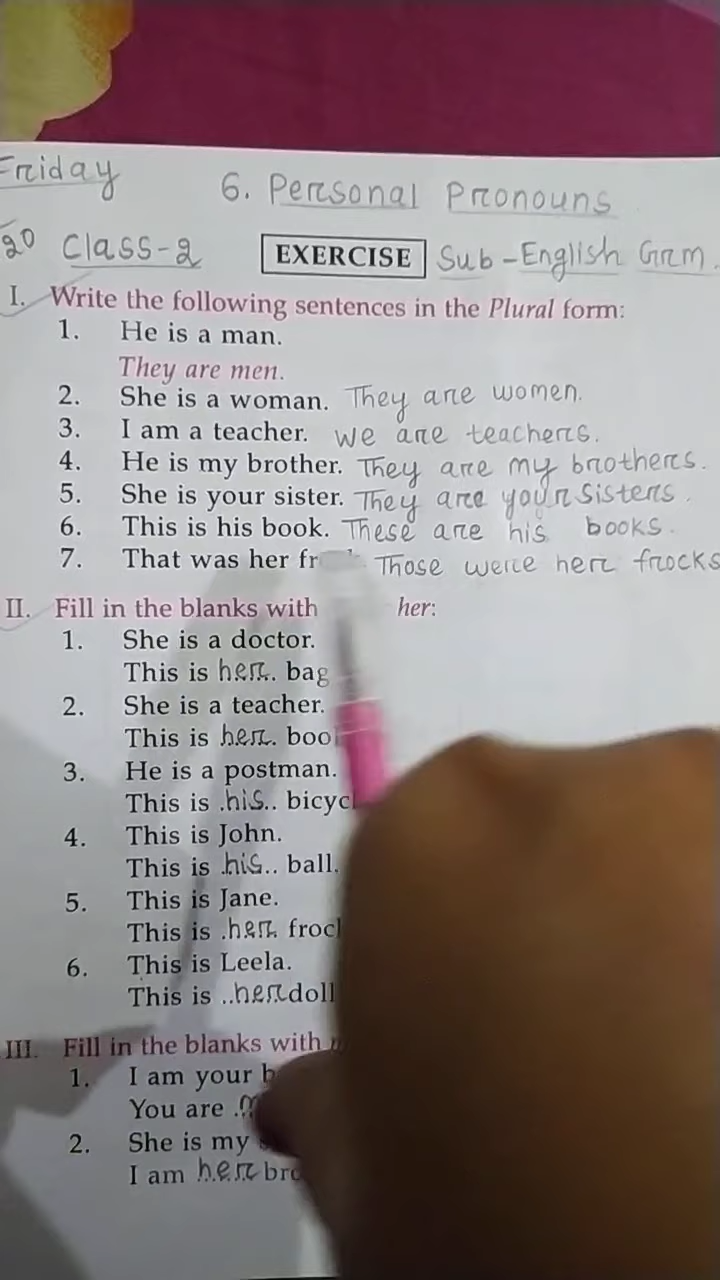 Friday 6. Personal Pronouns
20 Class-2 EXERCISE Sub-English Grm.
I. Write the following sentences in the Plural form:
1. He is a man.
They are men.
2. She is a woman. They are women.
3. I am a teacher. We are teachers.
4. He is my brother. They are my brothers.
5. She is your sister. They are your sisters.
6. This is his book. These are his books.
7. That was her Those were her frocks
II. Fill in the blanks with her:
1. She is a doctor.
This is her. bag
2. She is a teacher.
This is .her. 
3. He is a postman.
This is .his..
4. This is John.
This is .his.. ball.
5. This is Jane.
This is .her.
6. This is Leela.
This is ..her doll
III. Fill in the blanks with
1. I am your
You are
2. She is my
I am her